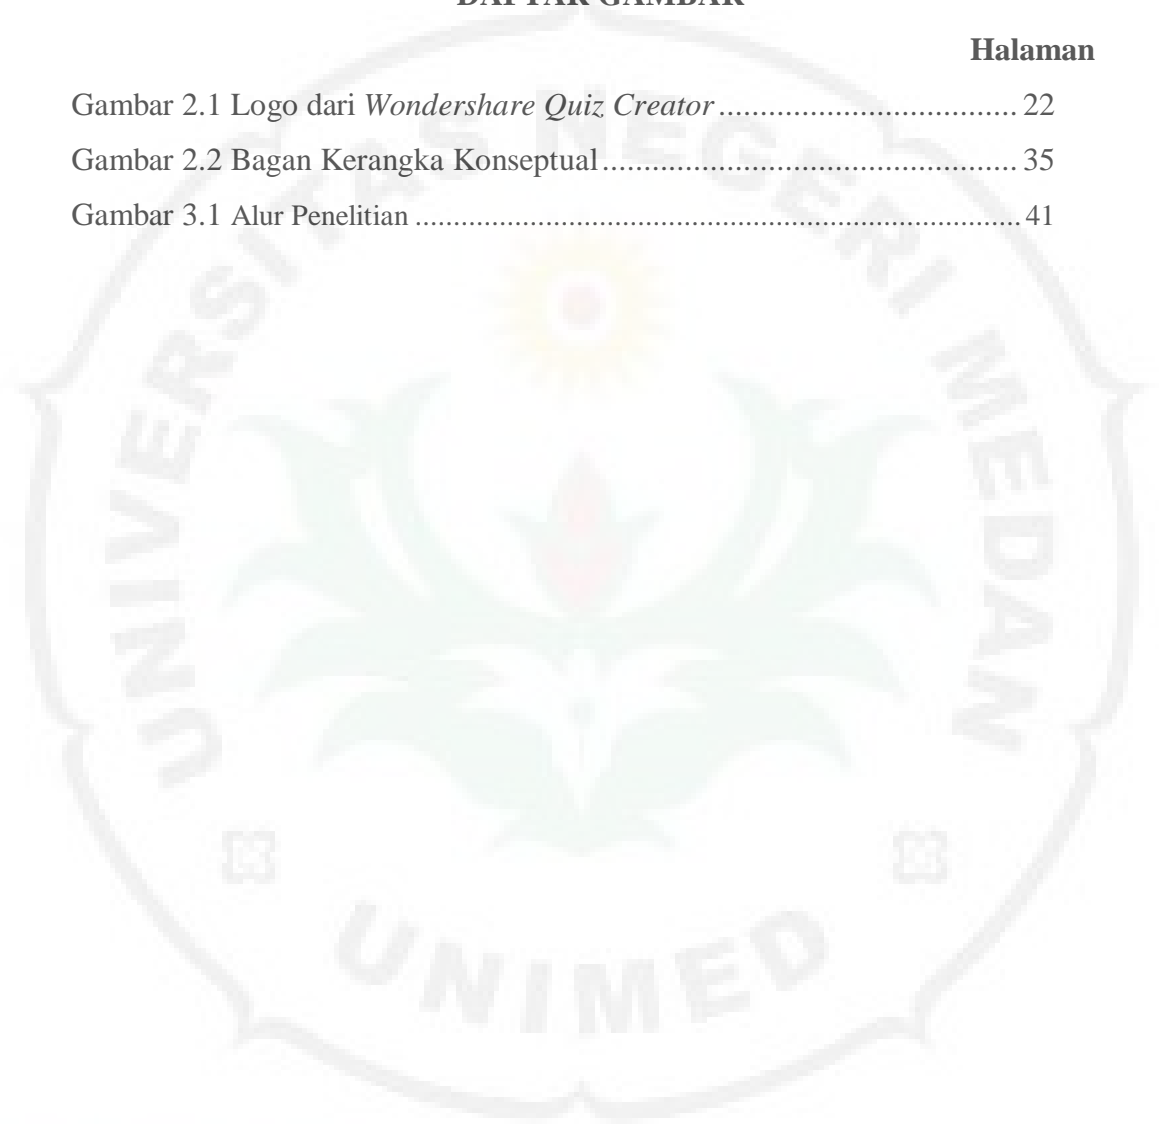 DAFTAR GAMBAR
Halaman
Gambar 2.1 Logo dari Wondershare Quiz Creator ................................. 22
Gambar 2.2 Bagan Kerangka Konseptual .............................................. 35
Gambar 3.1 Alur Penelitian ................................................................................ 41
UNIVERSITAS NEGERI MEDAN
UNIMED